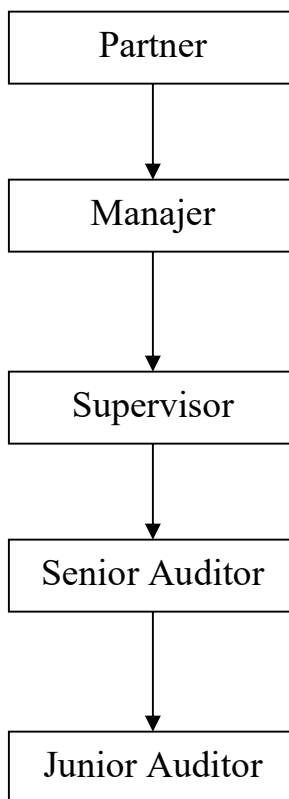 Partner
Manajer
Supervisor
Senior Auditor
Junior Auditor